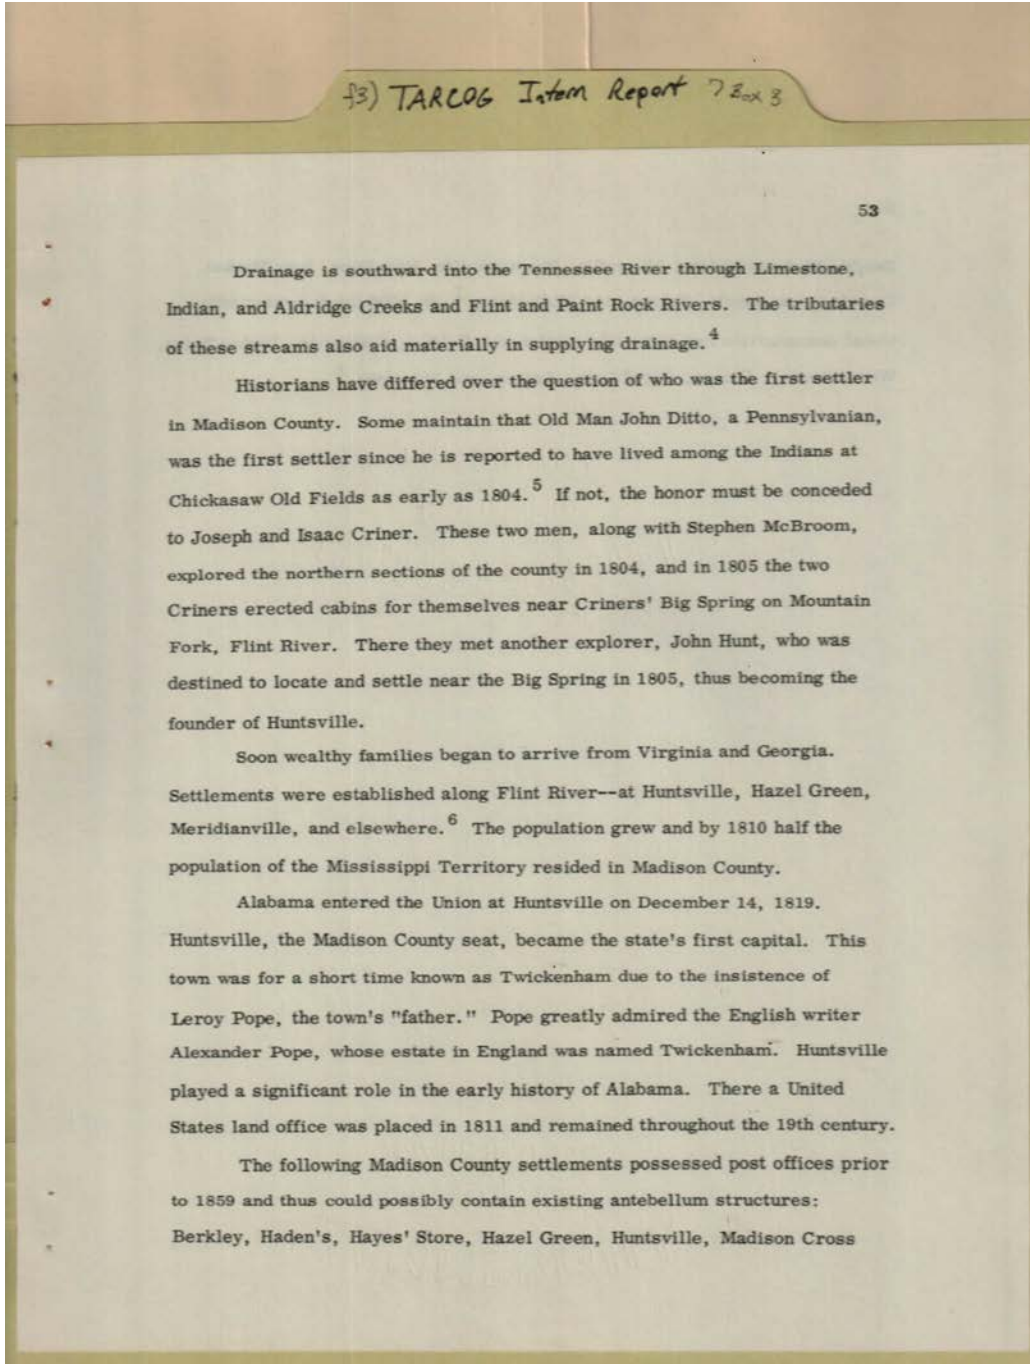 f3) TARCOG Intern Report 7 Box 3
53
Drainage is southward into the Tennessee River through Limestone,
Indian, and Aldridge Creeks and Flint and Paint Rock Rivers. The tributaries
of these streams also aid materially in supplying drainage.4
Historians have differed over the question of who was the first settler
in Madison County. Some maintain that Old Man John Ditto, a Pennsylvanian,
was the first settler since he is reported to have lived among the Indians at
Chickasaw Old Fields as early as 1804.5 If not, the honor must be conceded
to Joseph and Isaac Criner. These two men, along with Stephen McBroom,
explored the northern sections of the county in 1804, and in 1805 the two
Criners erected cabins for themselves near Criners' Big Spring on Mountain
Fork, Flint River. There they met another explorer, John Hunt, who was
destined to locate and settle near the Big Spring in 1805, thus becoming the
founder of Huntsville.
Soon wealthy families began to arrive from Virginia and Georgia.
Settlements were established along Flint River--at Huntsville, Hazel Green,
Meridianville, and elsewhere.6 The population grew and by 1810 half the
population of the Mississippi Territory resided in Madison County.
Alabama entered the Union at Huntsville on December 14, 1819.
Huntsville, the Madison County seat, became the state's first capital. This
town was for a short time known as Twickenham due to the insistence of
Leroy Pope, the town's "father." Pope greatly admired the English writer
Alexander Pope, whose estate in England was named Twickenham. Huntsville
played a significant role in the early history of Alabama. There a United
States land office was placed in 1811 and remained throughout the 19th century.
The following Madison County settlements possessed post offices prior
to 1859 and thus could possibly contain existing antebellum structures:
Berkley, Haden's, Hayes' Store, Hazel Green, Huntsville, Madison Cross